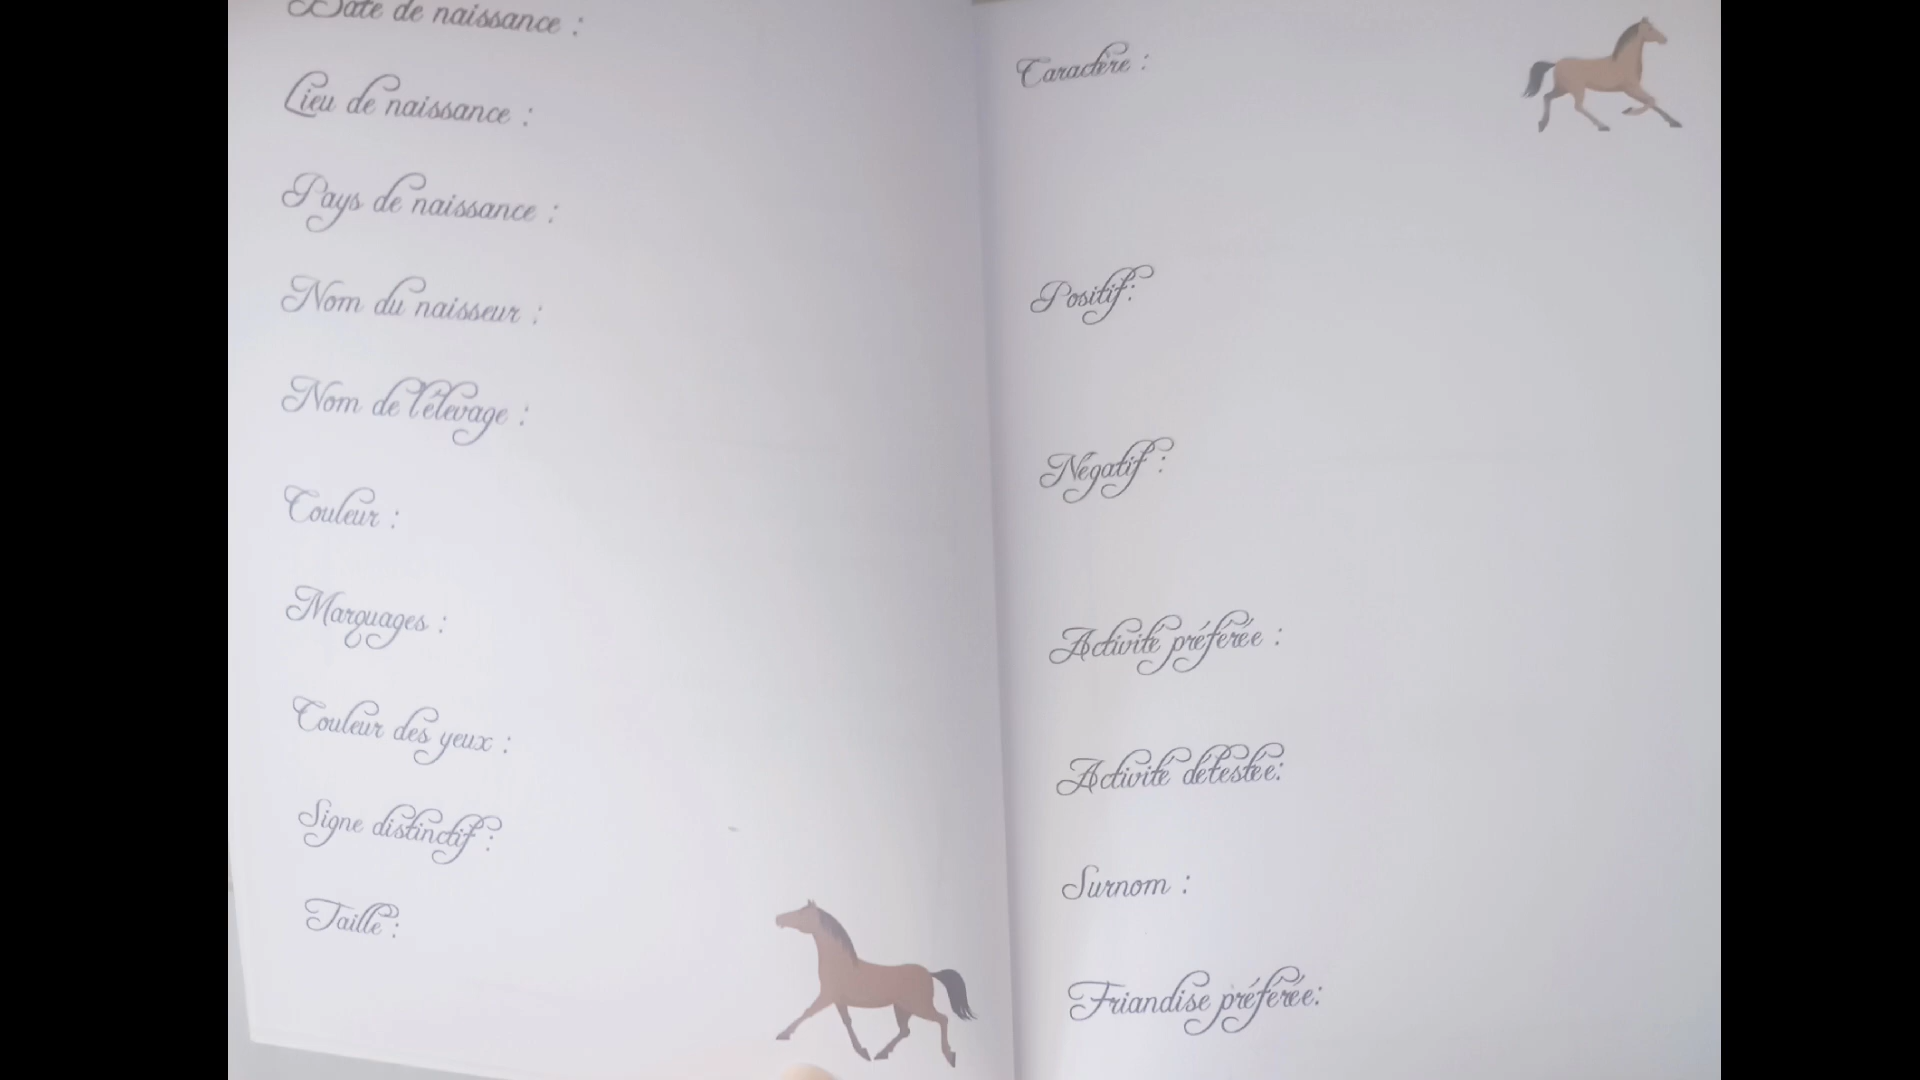 Date de naissance :
Lieu de naissance :
Pays de naissance :
Nom du naisseur :
Nom de l'élevage :
Couleur :
Marquages :
Couleur des yeux :
Signe distinctif :
Taille :
Caractère :
Positif:
Négatif :
Activité préférée :
Activité détestée:
Surnom :
Friandise préférée: